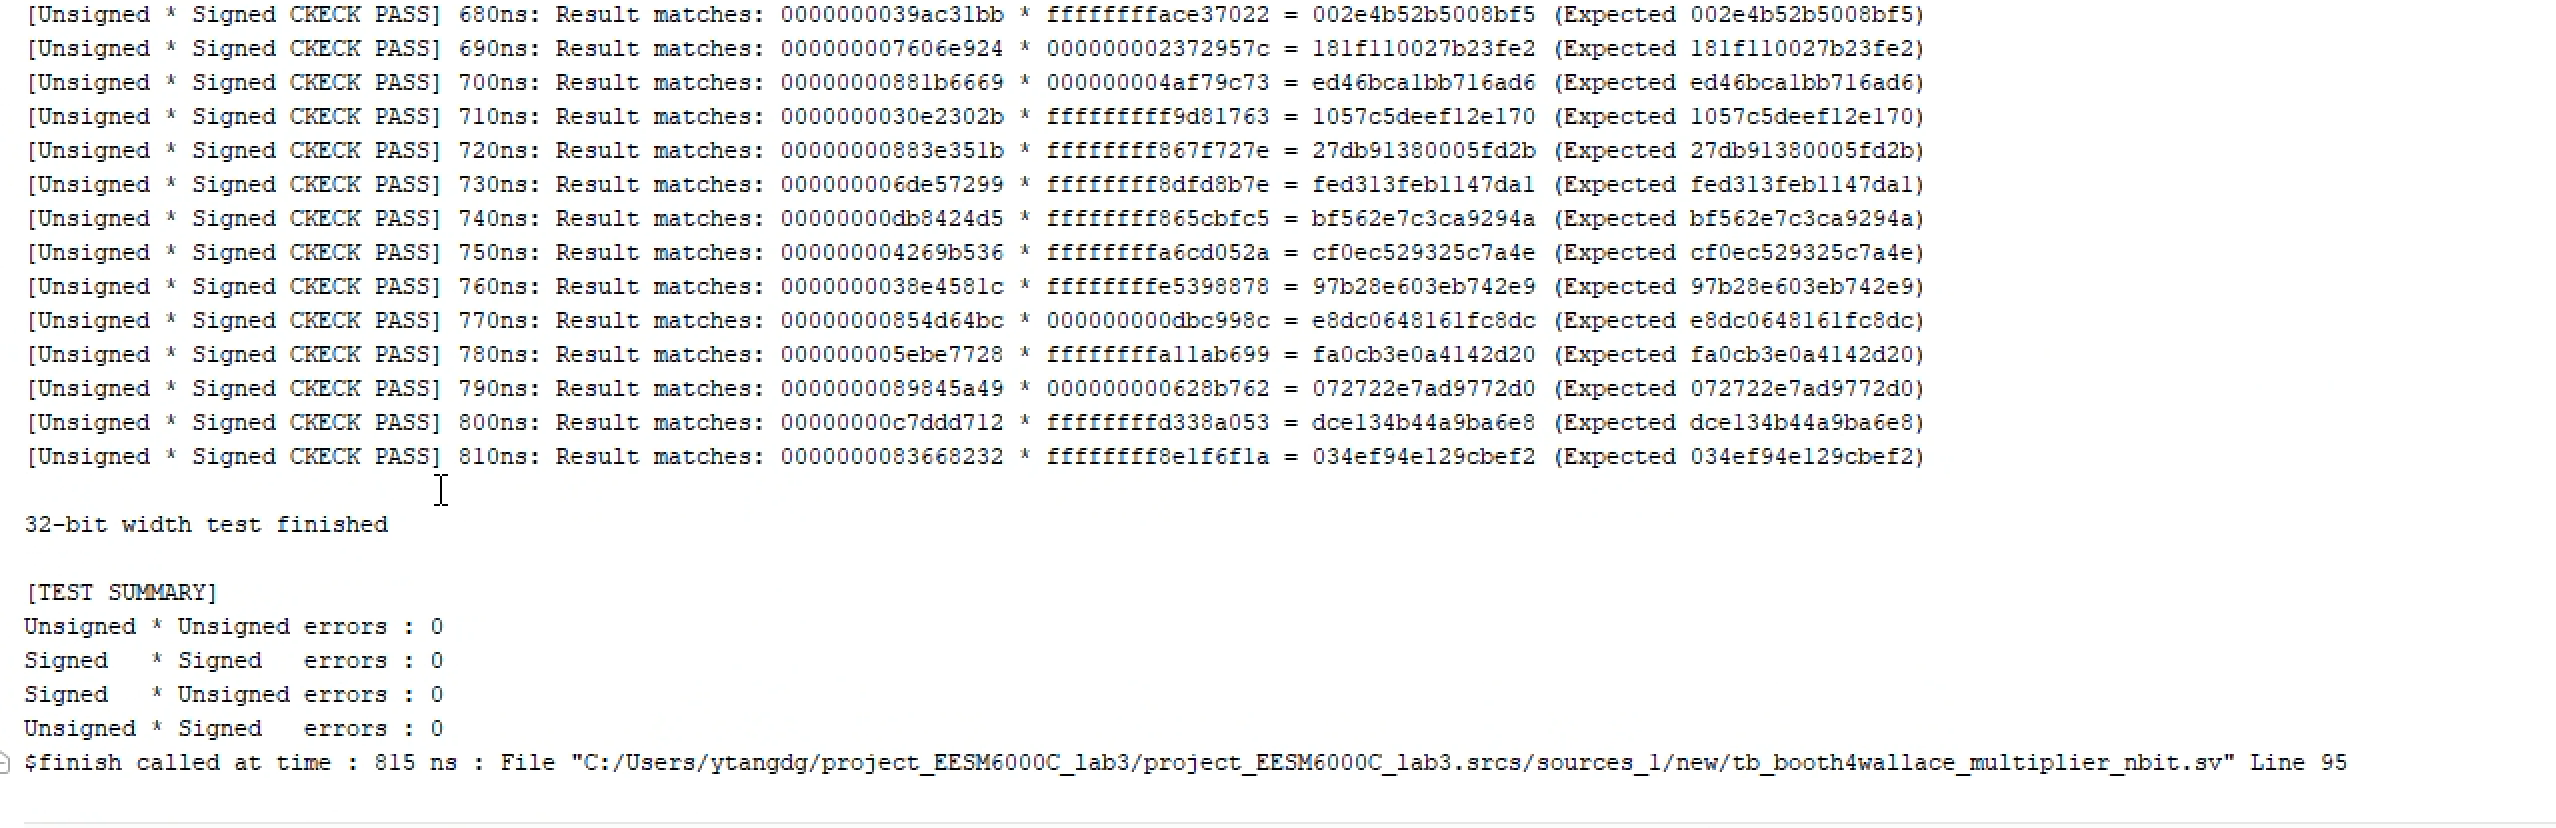 [Unsigned * Signed CKECK PASS] 680ns: Result matches: 0000000039ac31bb * fffffffface37022 = 002e4b52b5008bf5 (Expected 002e4b52b5008bf5)
[Unsigned * Signed CKECK PASS] 690ns: Result matches: 000000007606e924 * 000000002372957c = 181f110027b23fe2 (Expected 181f110027b23fe2)
[Unsigned * Signed CKECK PASS] 700ns: Result matches: 00000000881b6669 * 000000004af79c73 = ed46bca1bb716ad6 (Expected ed46bca1bb716ad6)
[Unsigned * Signed CKECK PASS] 710ns: Result matches: 0000000030e2302b * fffffffff9d81763 = 1057c5deef12e170 (Expected 1057c5deef12e170)
[Unsigned * Signed CKECK PASS] 720ns: Result matches: 00000000883e351b * ffffffff867f727e = 27db91380005fd2b (Expected 27db91380005fd2b)
[Unsigned * Signed CKECK PASS] 730ns: Result matches: 000000006de57299 * ffffffff8dfd8b7e = fed313feb1147da1 (Expected fed313feb1147da1)
[Unsigned * Signed CKECK PASS] 740ns: Result matches: 00000000db8424d5 * ffffffff865cbfc5 = bf562e7c3ca9294a (Expected bf562e7c3ca9294a)
[Unsigned * Signed CKECK PASS] 750ns: Result matches: 000000004269b536 * ffffffffa6cd052a = cf0ec529325c7a4e (Expected cf0ec529325c7a4e)
[Unsigned * Signed CKECK PASS] 760ns: Result matches: 0000000038e4581c * ffffffffe5398878 = 97b28e603eb742e9 (Expected 97b28e603eb742e9)
[Unsigned * Signed CKECK PASS] 770ns: Result matches: 00000000854d64bc * 000000000dbc998c = e8dc0648161fc8dc (Expected e8dc0648161fc8dc)
[Unsigned * Signed CKECK PASS] 780ns: Result matches: 000000005ebe7728 * ffffffffa11ab699 = fa0cb3e0a4142d20 (Expected fa0cb3e0a4142d20)
[Unsigned * Signed CKECK PASS] 790ns: Result matches: 0000000089845a49 * 000000000628b762 = 072722e7ad9772d0 (Expected 072722e7ad9772d0)
[Unsigned * Signed CKECK PASS] 800ns: Result matches: 00000000c7ddd712 * ffffffffd338a053 = dce134b44a9ba6e8 (Expected dce134b44a9ba6e8)
[Unsigned * Signed CKECK PASS] 810ns: Result matches: 0000000083668232 * ffffffff8e1f6f1a = 034ef94e129cbef2 (Expected 034ef94e129cbef2)
32-bit width test finished
[TEST SUMMARY]
Unsigned * Unsigned errors : 0
Signed   * Signed   errors : 0
Signed   * Unsigned errors : 0
Unsigned * Signed   errors : 0
$finish called at time : 815 ns : File "C:/Users/ytangdg/project_EESM6000C_lab3/project_EESM6000C_lab3.srcs/sources_1/new/tb_booth4wallace_multiplier_nbit.sv" Line 95